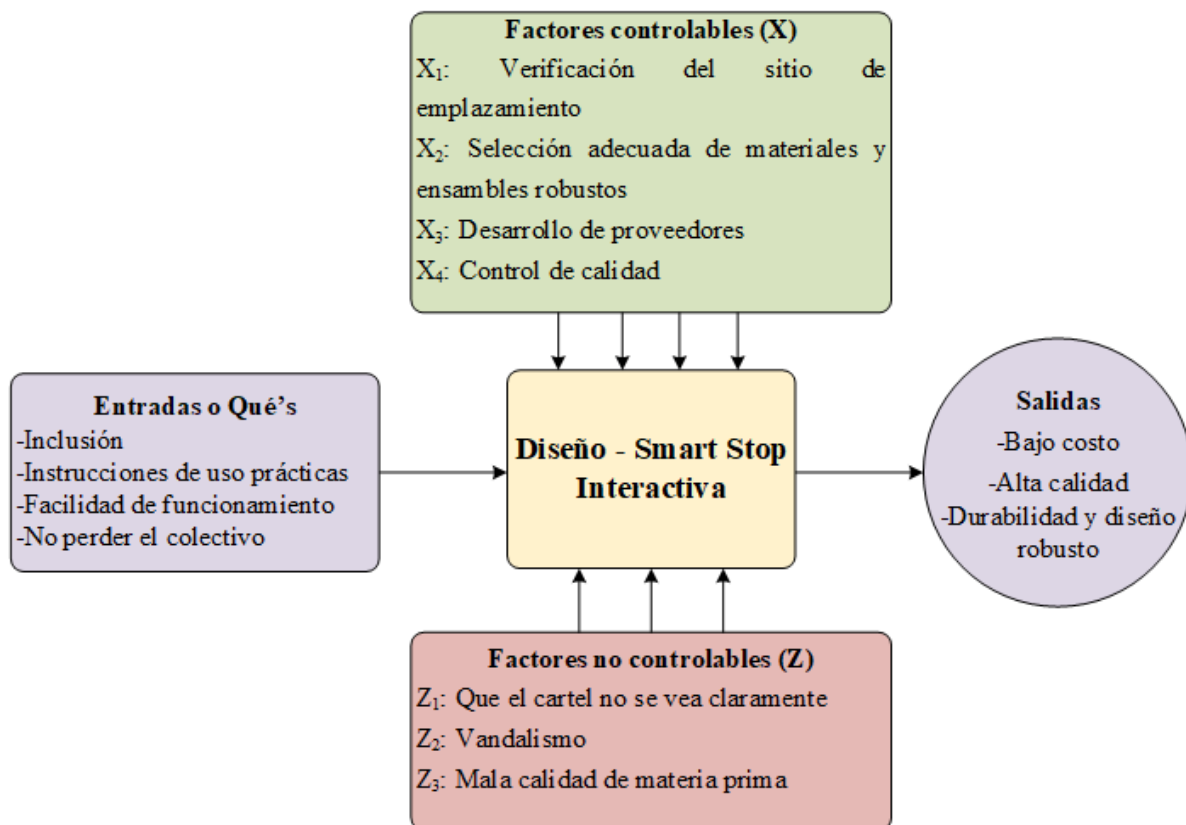 Factores controlables (X)
X₁: Verificación del sitio de
emplazamiento
X₂: Selección adecuada de materiales y
ensambles robustos
X₃: Desarrollo de proveedores
X₄: Control de calidad
Entradas o Qué’s
-Inclusión
-Instrucciones de uso prácticas
-Facilidad de funcionamiento
-No perder el colectivo
Diseño - Smart Stop
Interactiva
Salidas
-Bajo costo
-Alta calidad
-Durabilidad y diseño
robusto
Factores no controlables (Z)
Z₁: Que el cartel no se vea claramente
Z₂: Vandalismo
Z₃: Mala calidad de materia prima